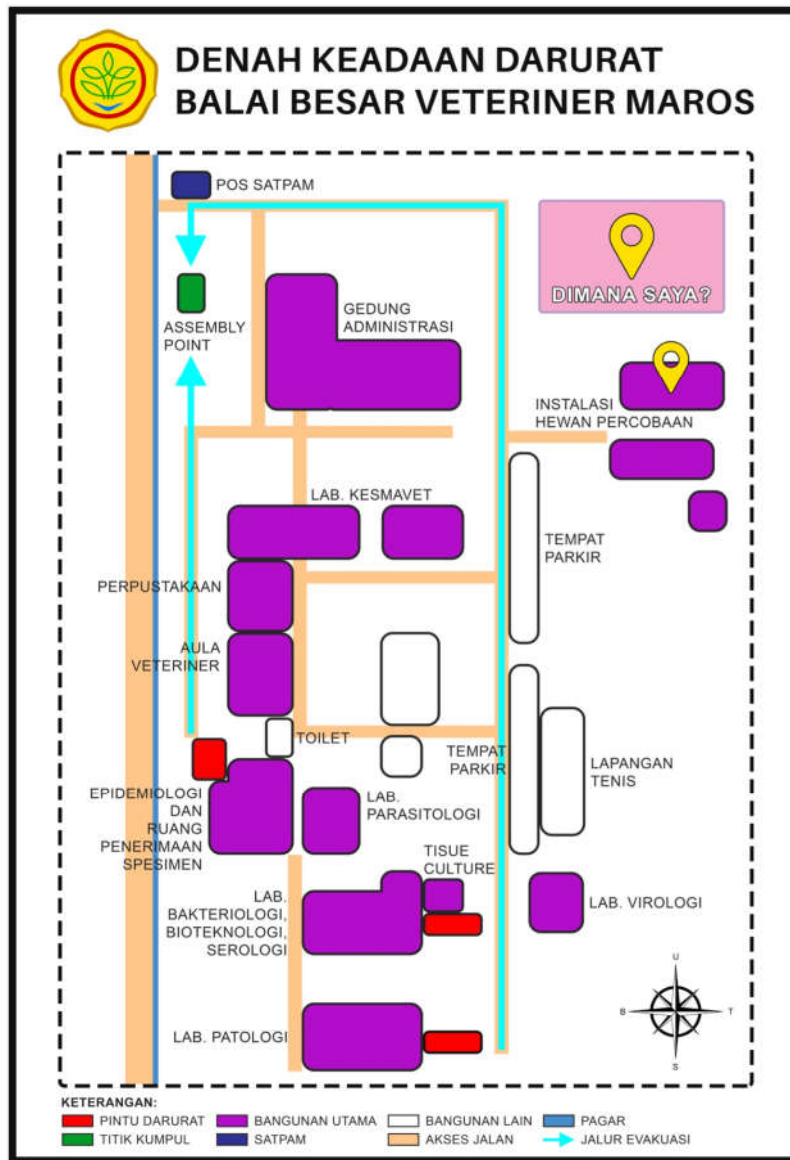 DENAH KEADAAN DARURAT
BALAI BESAR VETERINER MAROS
POS SATPAM
DIMANA SAYA?
GEDUNG
ADMINISTRASI
ASSEMBLY
POINT
INSTALASI
HEWAN PERCOBAAN
LAB. KESMAVET
TEMPAT
PARKIR
PERPUSTAKAAN
AULA
VETERINER
TOILET
TEMPAT
PARKIR
LAPANGAN
TENIS
EPIDEMIOLOGI
DAN
RUANG
PENERIMAAN
SPESIMEN
LAB.
PARASITOLOGI
TISUE
CULTURE
LAB.
BAKTERIOLOGI,
BIOTEKNOLOGI,
SEROLOGI
LAB. VIROLOGI
U
B
T
S
LAB. PATOLOGI
KETERANGAN:
PINTU DARURAT
BANGUNAN UTAMA
BANGUNAN LAIN
PAGAR
TITIK KUMPUL
SATPAM
AKSES JALAN
JALUR EVAKUASI